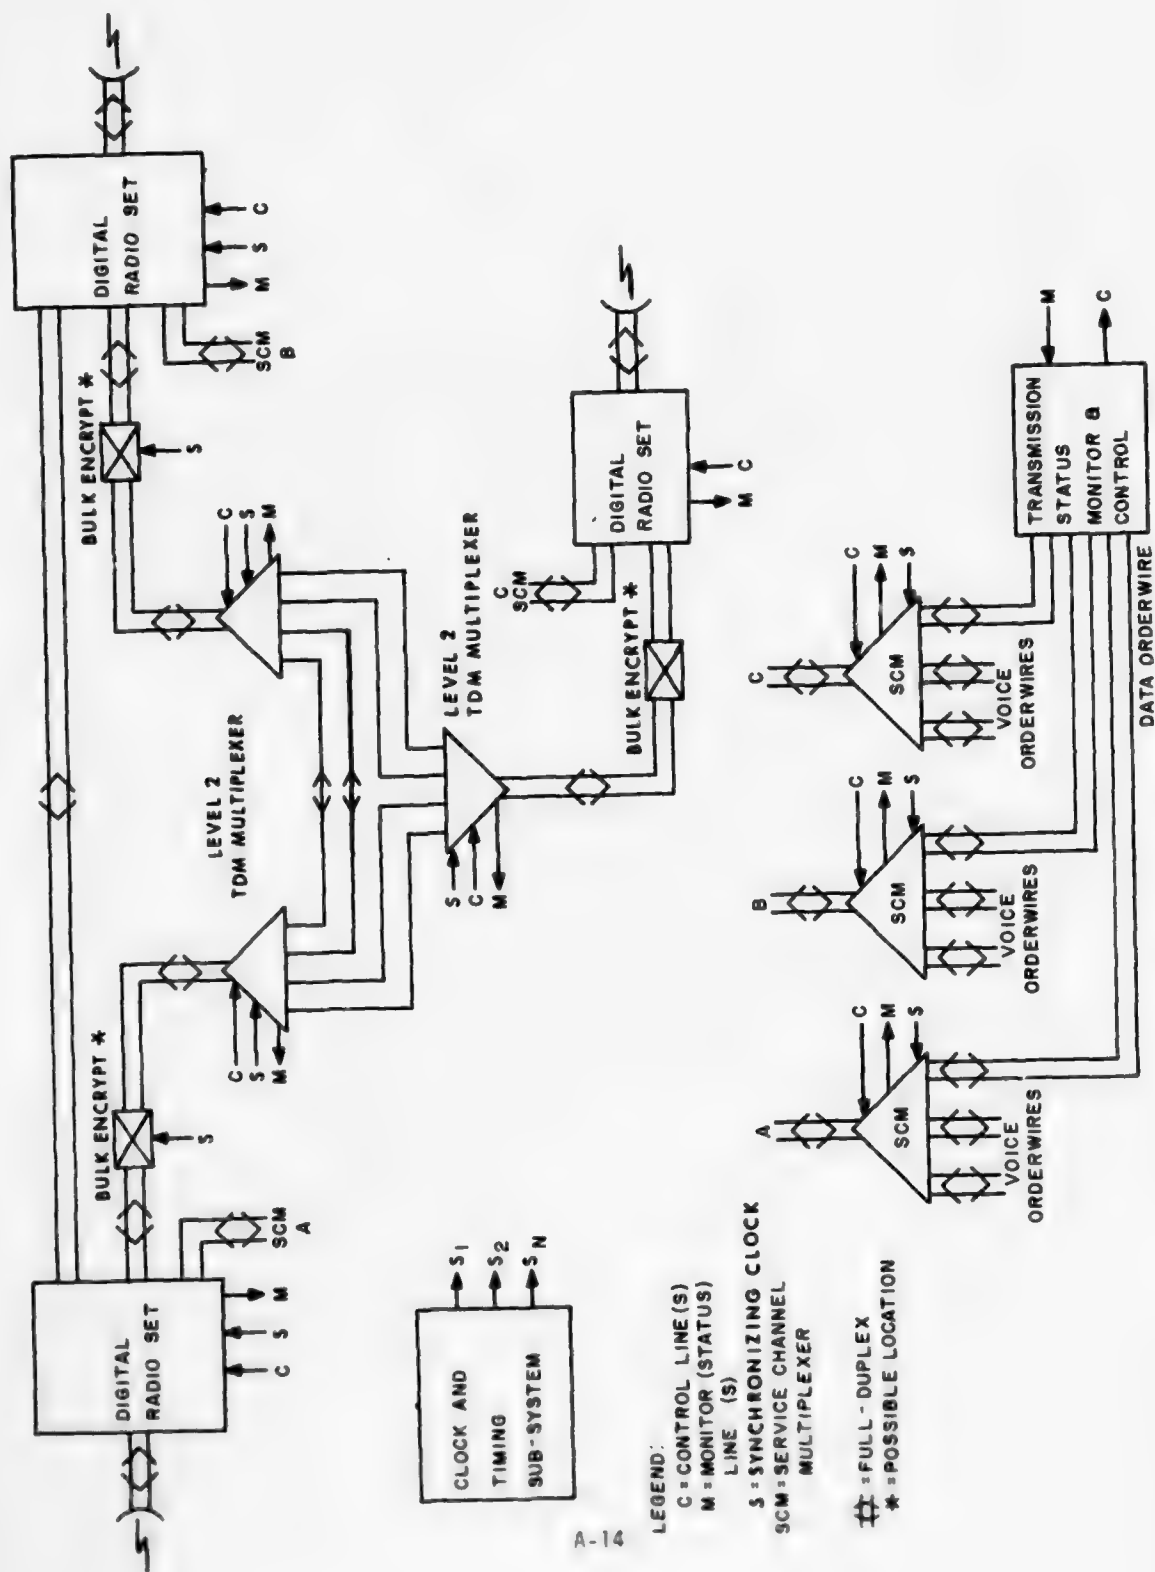 DIGITAL
RADIO SET
C
S
M
SCM
A
BULK ENCRYPT *
S
C
S
M
LEVEL 2
TDM MULTIPLEXER
C
S
M
BULK ENCRYPT *
S
DIGITAL
RADIO SET
SCM
B
M
S
C
LEVEL 2
TDM MULTIPLEXER
S
C
M
BULK ENCRYPT *
C
SCM
DIGITAL
RADIO SET
M
C
CLOCK AND
TIMING
SUB-SYSTEM
S1
S2
SN
A
SCM
C
M
S
VOICE
ORDERWIRES
B
SCM
C
M
S
VOICE
ORDERWIRES
C
SCM
C
M
S
VOICE
ORDERWIRES
TRANSMISSION
STATUS
MONITOR &
CONTROL
M
C
DATA ORDERWIRE
LEGEND:
C = CONTROL LINE(S)
M = MONITOR (STATUS)
LINE (S)
S = SYNCHRONIZING CLOCK
SCM = SERVICE CHANNEL
MULTIPLEXER
= FULL-DUPLEX
* = POSSIBLE LOCATION
A-14